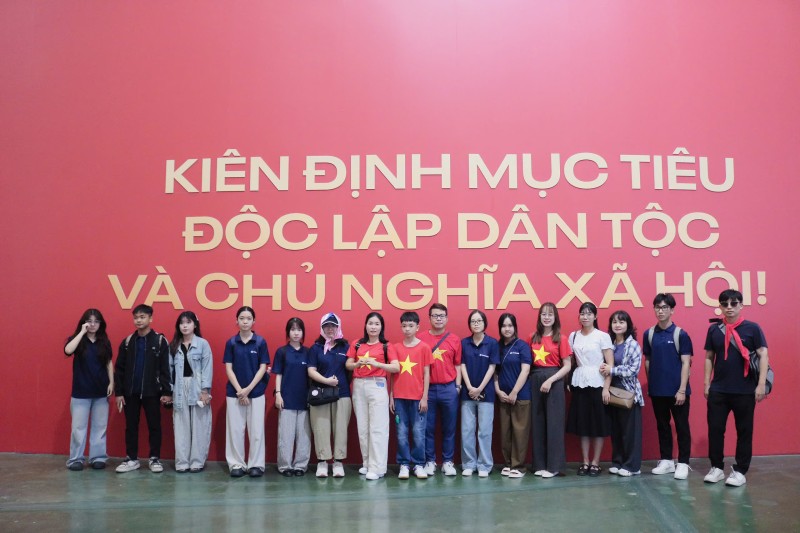 KIÊN ĐỊNH MỤC TIÊU
ĐỘC LẬP DÂN TỘC
VÀ CHỦ NGHĨA XÃ HỘI!